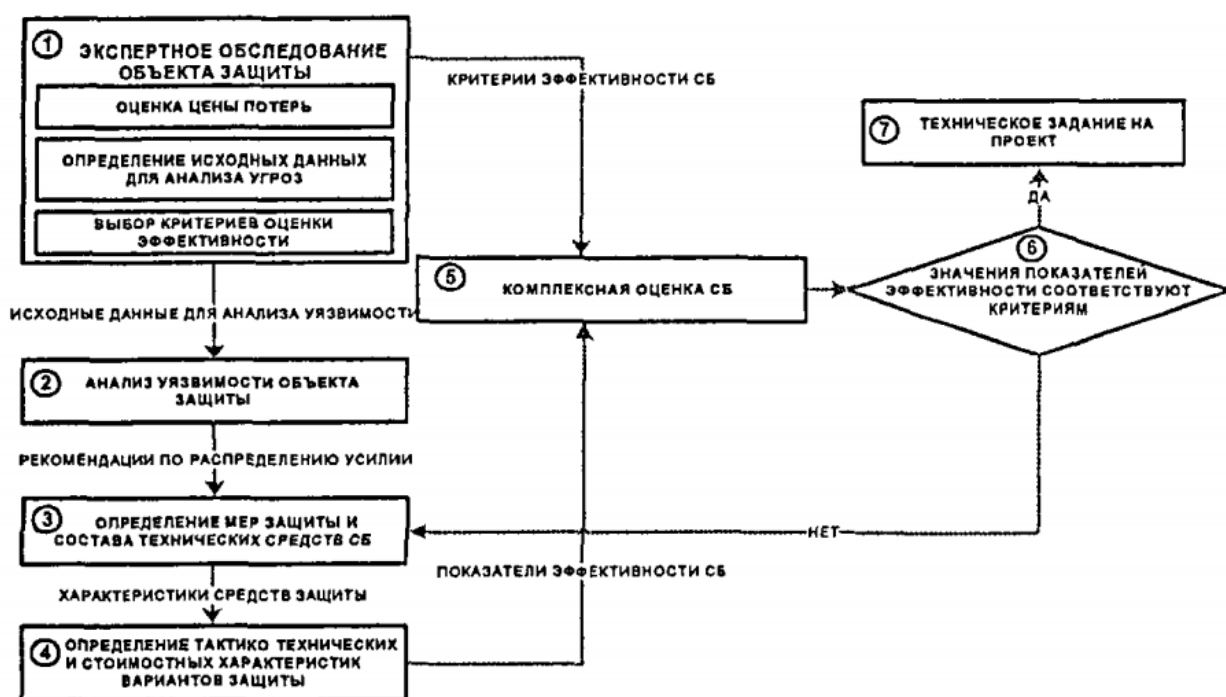 1
ЭКСПЕРТНОЕ ОБСЛЕДОВАНИЕ
ОБЪЕКТА ЗАЩИТЫ
ОЦЕНКА ЦЕНЫ ПОТЕРЬ
ОПРЕДЕЛЕНИЕ ИСХОДНЫХ ДАННЫХ
ДЛЯ АНАЛИЗА УГРОЗ
ВЫБОР КРИТЕРИЕВ ОЦЕНКИ
ЭФФЕКТИВНОСТИ
КРИТЕРИИ ЭФФЕКТИВНОСТИ СБ
7
ТЕХНИЧЕСКОЕ ЗАДАНИЕ НА
ПРОЕКТ
ДА
6
ЗНАЧЕНИЯ ПОКАЗАТЕЛЕЙ
ЭФФЕКТИВНОСТИ СООТВЕТСТВУЮТ
КРИТЕРИЯМ
5
КОМПЛЕКСНАЯ ОЦЕНКА СБ
ИСХОДНЫЕ ДАННЫЕ ДЛЯ АНАЛИЗА УЯЗВИМОСТИ
2
АНАЛИЗ УЯЗВИМОСТИ ОБЪЕКТА
ЗАЩИТЫ
РЕКОМЕНДАЦИИ ПО РАСПРЕДЕЛЕНИЮ УСИЛИИ
3
ОПРЕДЕЛЕНИЕ МЕР ЗАЩИТЫ И
СОСТАВА ТЕХНИЧЕСКИХ СРЕДСТВ СБ
НЕТ
ПОКАЗАТЕЛИ ЭФФЕКТИВНОСТИ СБ
ХАРАКТЕРИСТИКИ СРЕДСТВ ЗАЩИТЫ
4
ОПРЕДЕЛЕНИЕ ТАКТИКО ТЕХНИЧЕСКИХ
И СТОИМОСТНЫХ ХАРАКТЕРИСТИК
ВАРИАНТОВ ЗАЩИТЫ